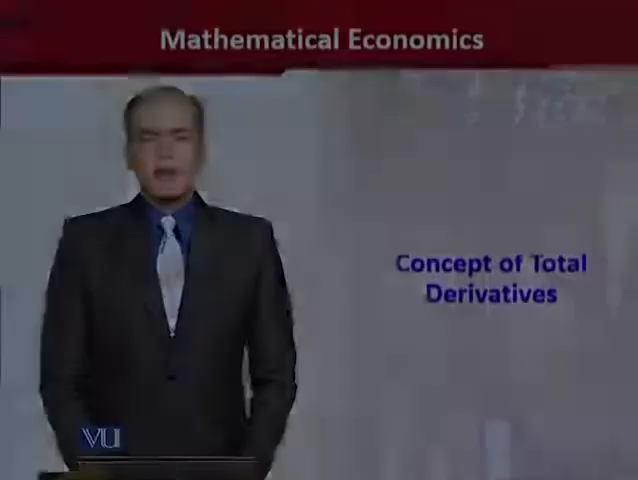 Mathematical Economics
Concept of Total
Derivatives
VU